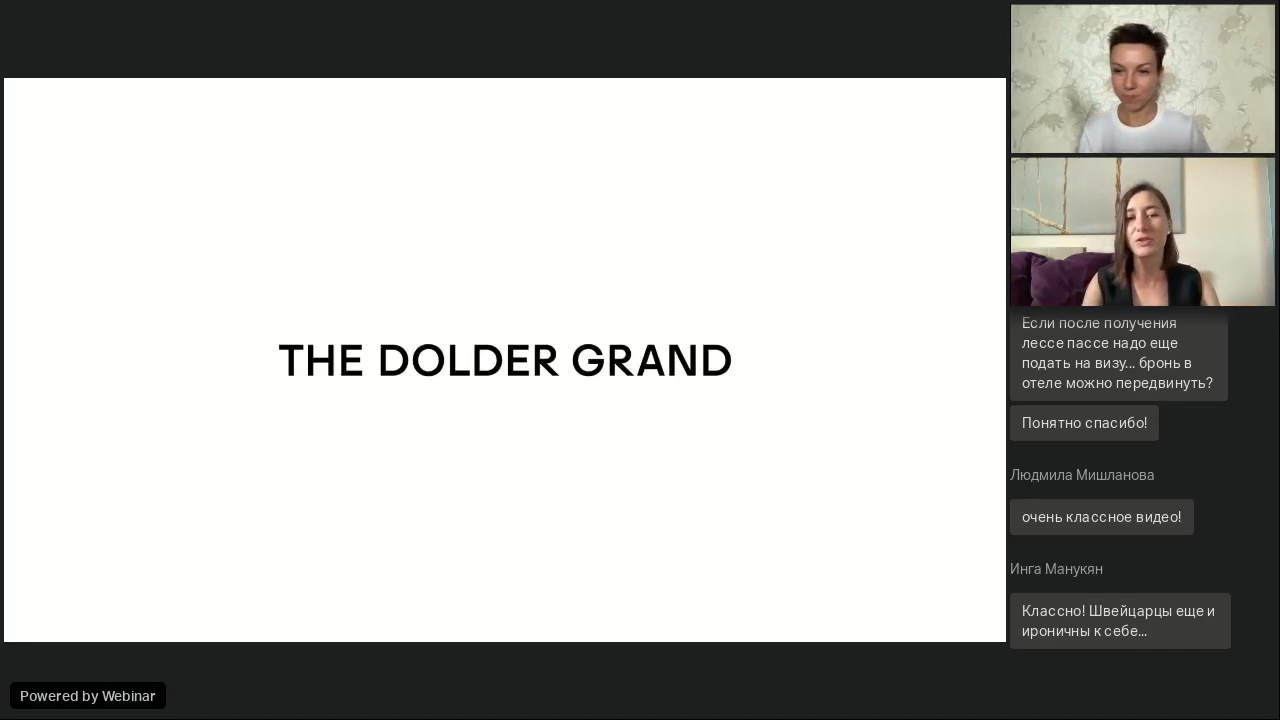 THE DOLDER GRAND
Если после получения
лессе пассе надо еще
подать на визу... бронь в
отеле можно передвинуть?
Понятно спасибо!
Людмила Мишланова
очень классное видео!
Инга Манукян
Классно! Швейцарцы еще и
ироничны к себе...
Powered by Webinar